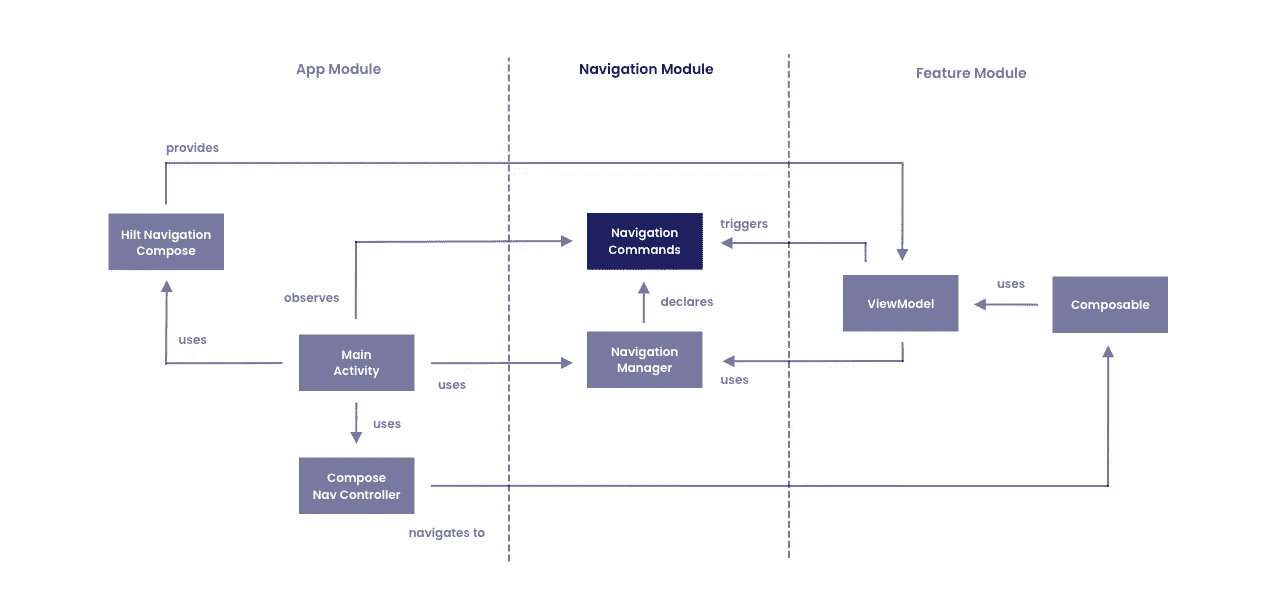 App Module
Navigation Module
Feature Module
provides
Hilt Navigation
Compose
Navigation
Commands
triggers
ViewModel
uses
Composable
observes
declares
uses
Main
Activity
uses
Navigation
Manager
uses
uses
Compose
Nav Controller
navigates to